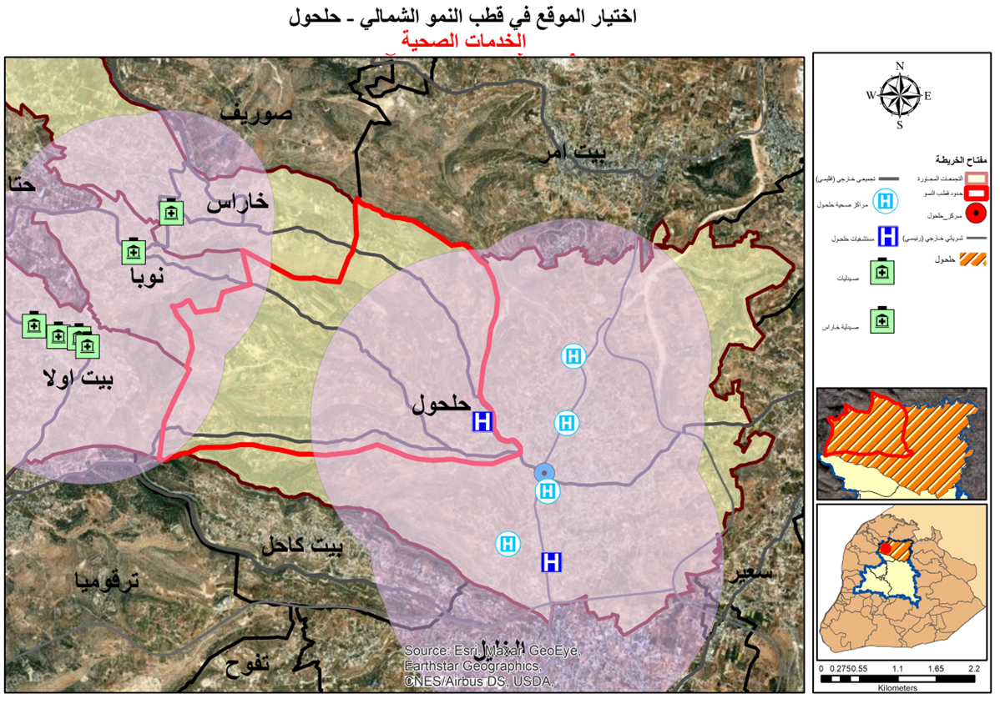 اختيار الموقع في قطب النمو الشمالي - حلحول
الخدمات الصحية
صوريف
بيت امر
حتا
خاراس
نوبا
بيت اولا
حلحول
بيت كاحل
ترقوميا
سعير
تفوح
الخليل
Source: Esri, Maxar, GeoEye,
Earthstar Geographics,
CNES/Airbus DS, USDA,
N
W E
S
مفتاح الخريطة
التجمعات المجاورة
تجميعي خارجي (اقليمي)
حدود قطب النمو
مراكز صحية حلحول
مركز_حلحول
مستشفيات حلحول
شرياني خارجي (رئيسي)
حلحول
صيدليات
صيدلية خاراس
0 0.275 0.55 1.1 1.65 2.2
Kilometers